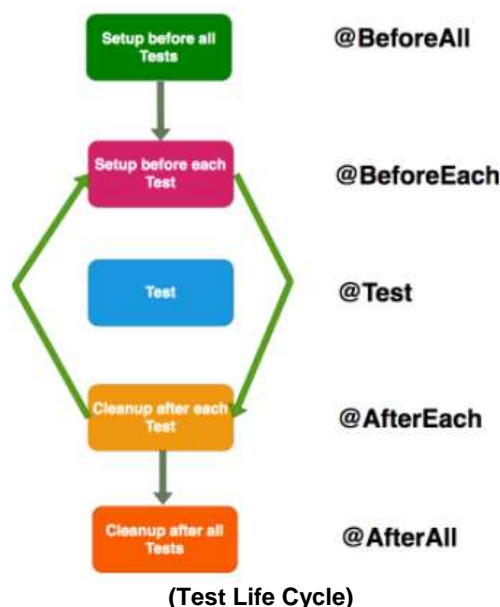 Setup before all
Tests
@BeforeAll
Setup before each
Test
@BeforeEach
Test
@Test
Cleanup after each
Test
@AfterEach
Cleanup after all
Tests
@AfterAll
(Test Life Cycle)